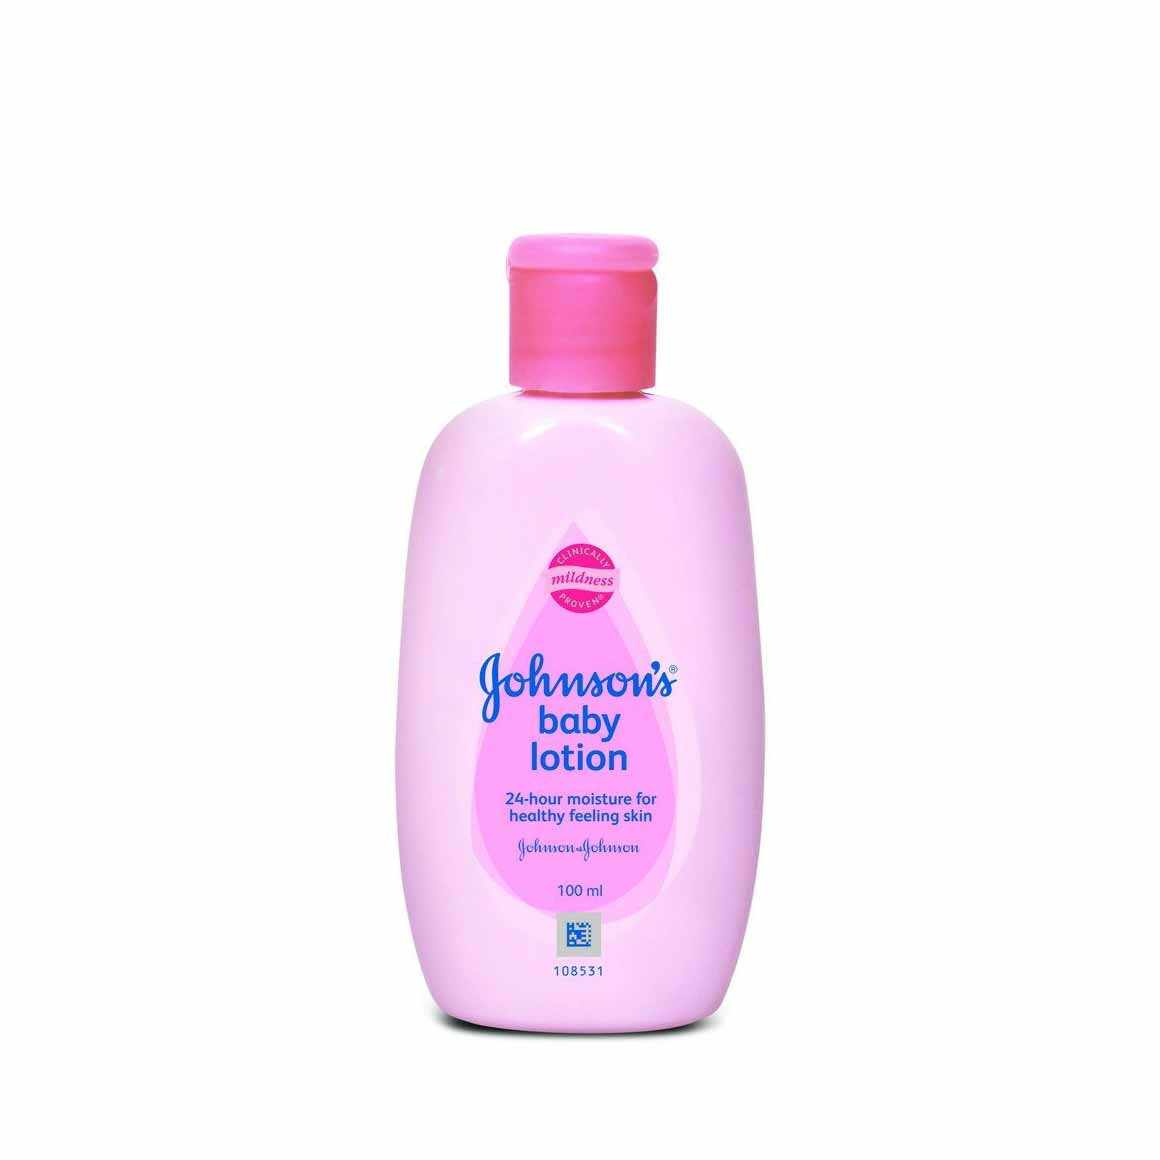 CLINICALLY
mildness
PROVEN®
Johnson's®
baby
lotion
24-hour moisture for
healthy feeling skin
Johnson & Johnson
100 ml
108531